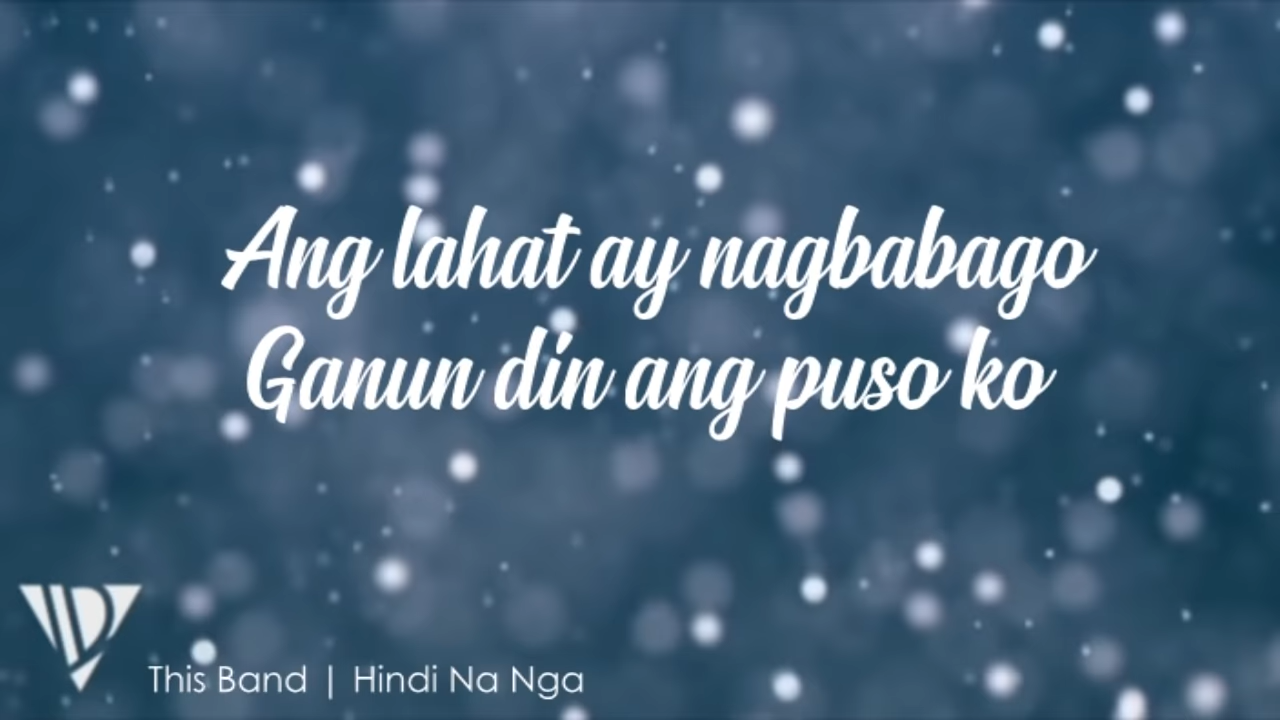 Ang lahat ay nagbabago
Ganun din ang puso ko
This Band | Hindi Na Nga